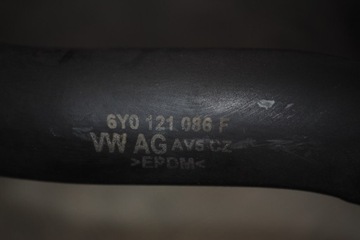 6Y0 121 086 F
VW AG AVS CZ
>EPDM<